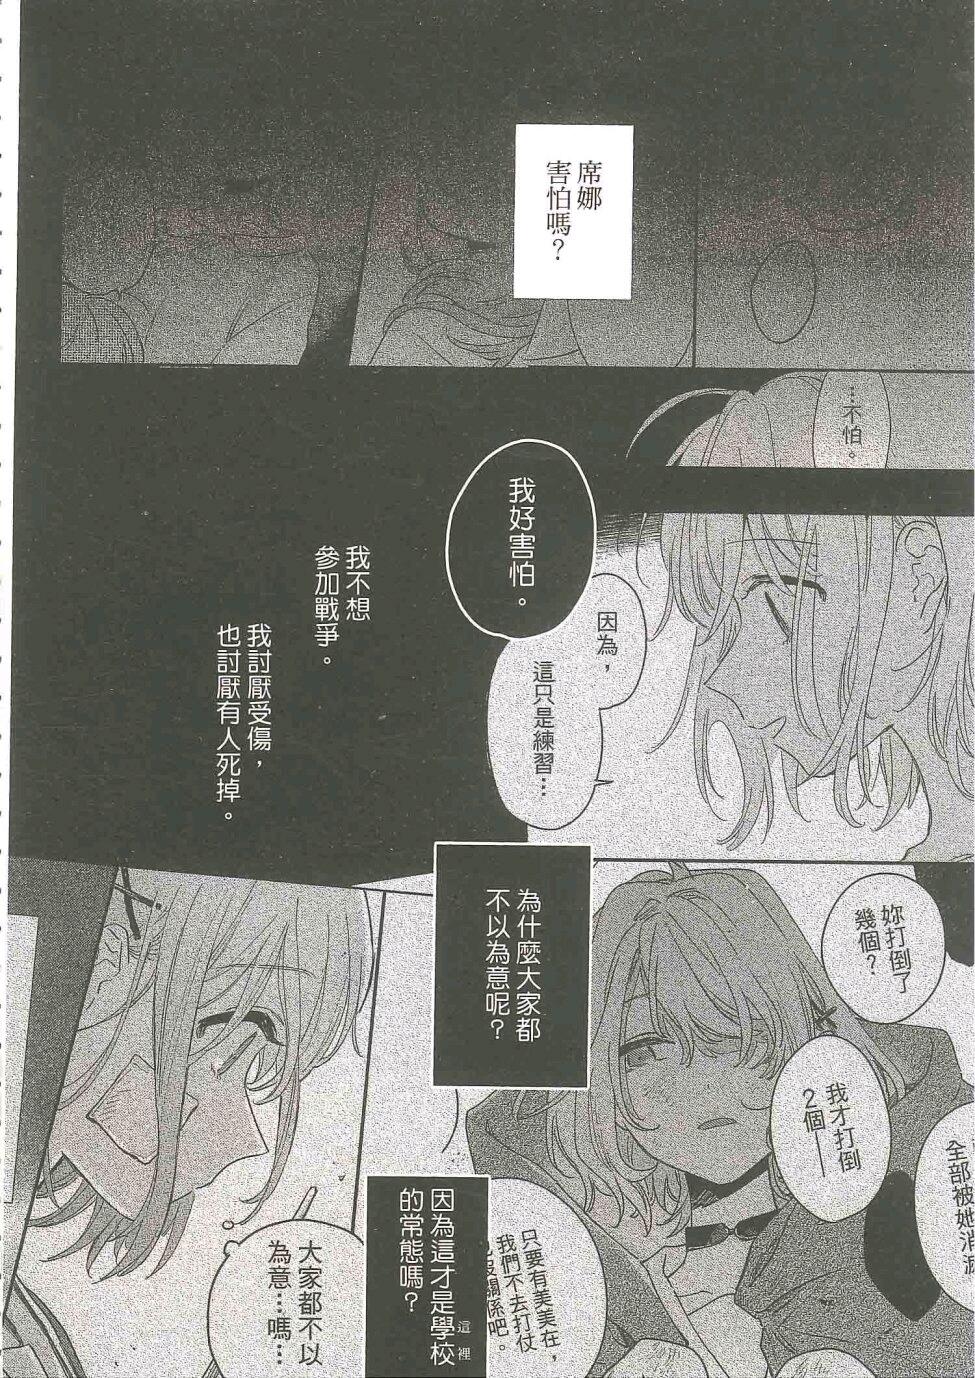 席娜
害怕嗎？
…不怕。
我好害怕。
因為，
這只是練習…
我不想
參加戰爭。
我討厭受傷，
也討厭有人死掉。
妳打倒了
幾個？
我才打倒
2個——
全部被她消滅
為什麼大家都
不以為意呢？
只要有美美在，
我們不去打仗
也沒關係吧。
因為這才是學校
這裡
的常態嗎？
大家都不以
為意……嗎…